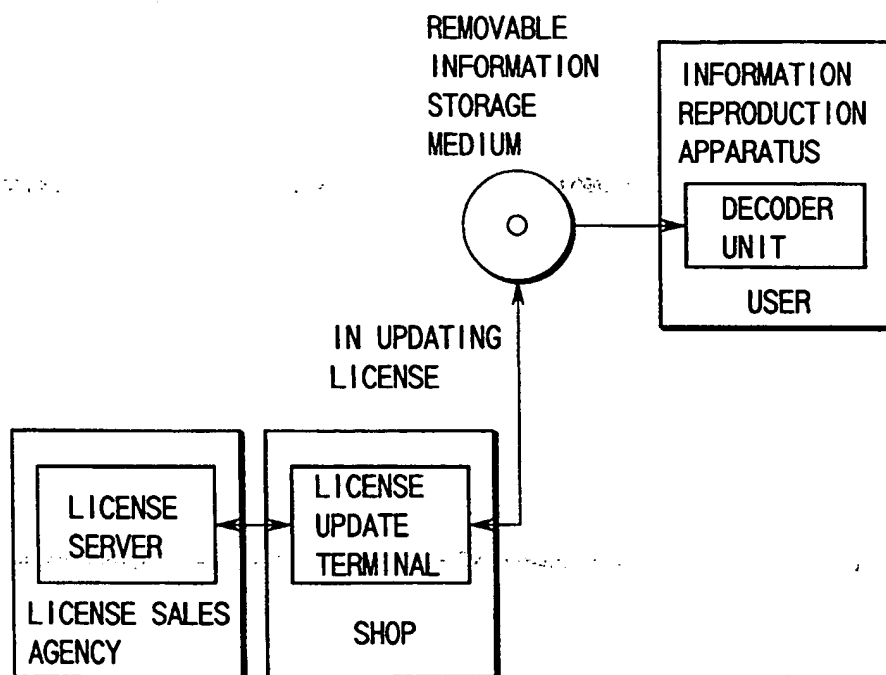 REMOVABLE
INFORMATION
STORAGE
MEDIUM
INFORMATION
REPRODUCTION
APPARATUS
DECODER
UNIT
USER
IN UPDATING
LICENSE
LICENSE
SERVER
LICENSE SALES
AGENCY
LICENSE
UPDATE
TERMINAL
SHOP